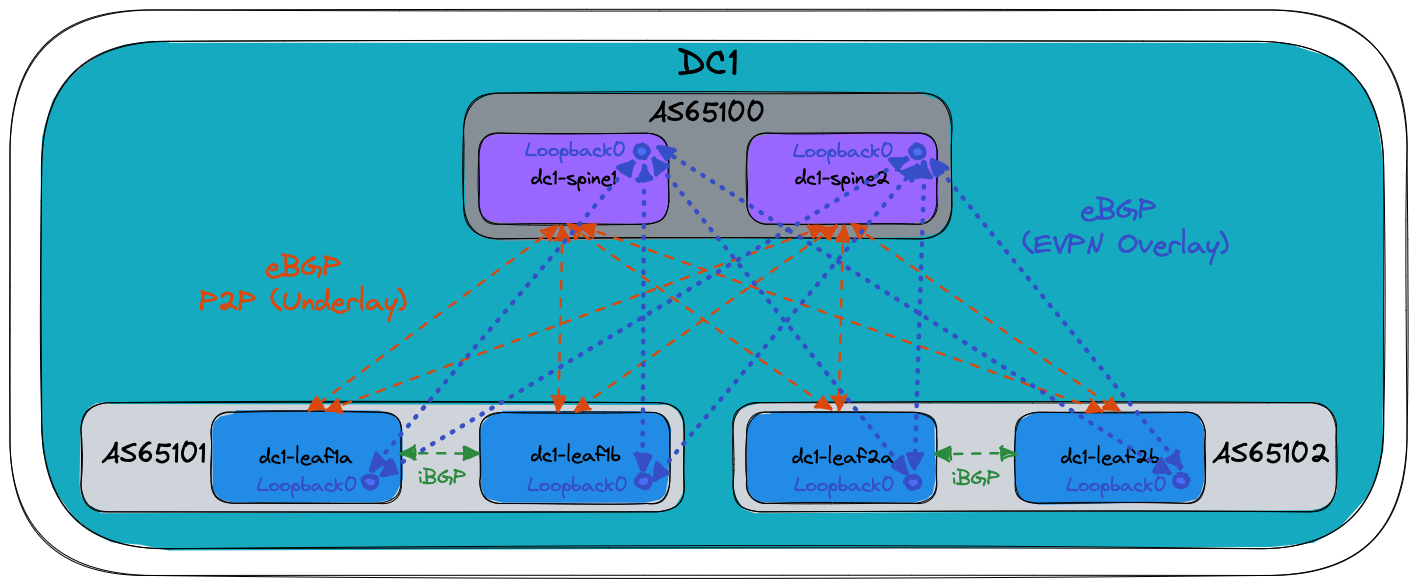 DC1
AS65100
Loopback0
dc1-spine1
Loopback0
dc1-spine2
eBGP
(EVPN Overlay)
eBGP
P2P (Underlay)
AS65101
dc1-leaf1a
Loopback0
iBGP
dc1-leaf1b
Loopback0
dc1-leaf2a
Loopback0
iBGP
dc1-leaf2b
Loopback0
AS65102